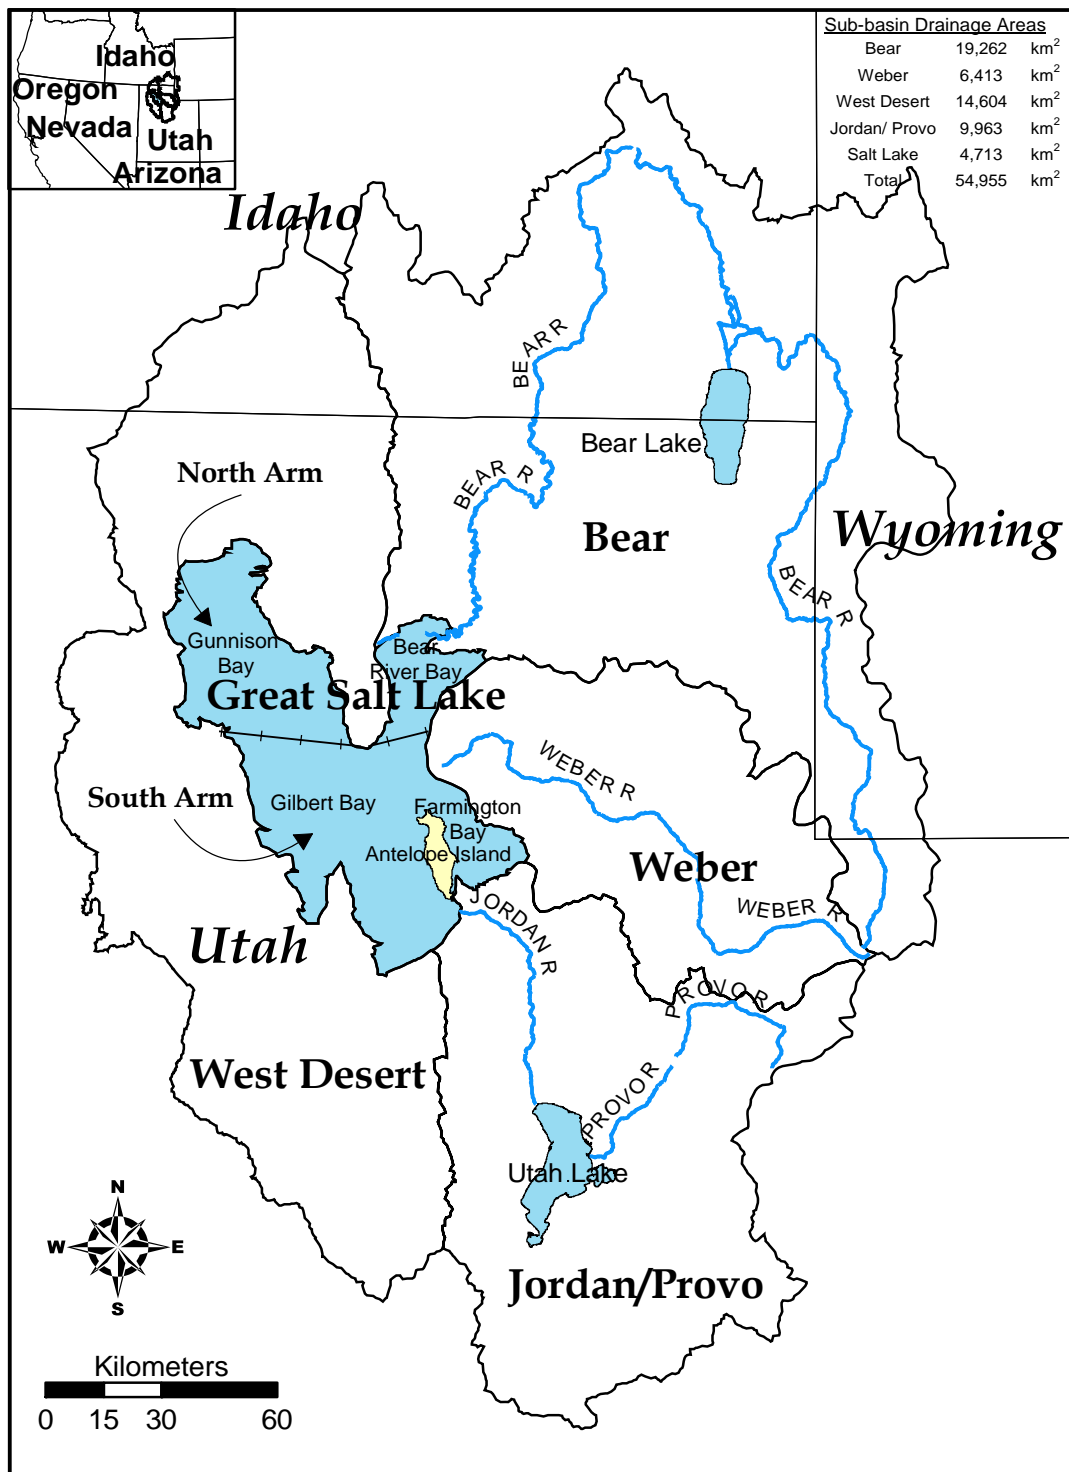 Idaho
Oregon
Nevada
Utah
Arizona
Sub-basin Drainage Areas
Bear 19,262 km²
Weber 6,413 km²
West Desert 14,604 km²
Jordan/ Provo 9,963 km²
Salt Lake 4,713 km²
Total 54,955 km²
Idaho
BEAR R
Bear Lake
North Arm
BEAR R
Bear
Wyoming
BEAR R
Gunnison
Bay
Bear
River Bay
Great Salt Lake
WEBER R
South Arm
Gilbert Bay
Farmington
Bay
Antelope Island
Weber
JORDAN R
WEBER R
Utah
PROVO R
West Desert
PROVO R
Utah Lake
Jordan/Provo
N
W E
S
Kilometers
0 15 30 60